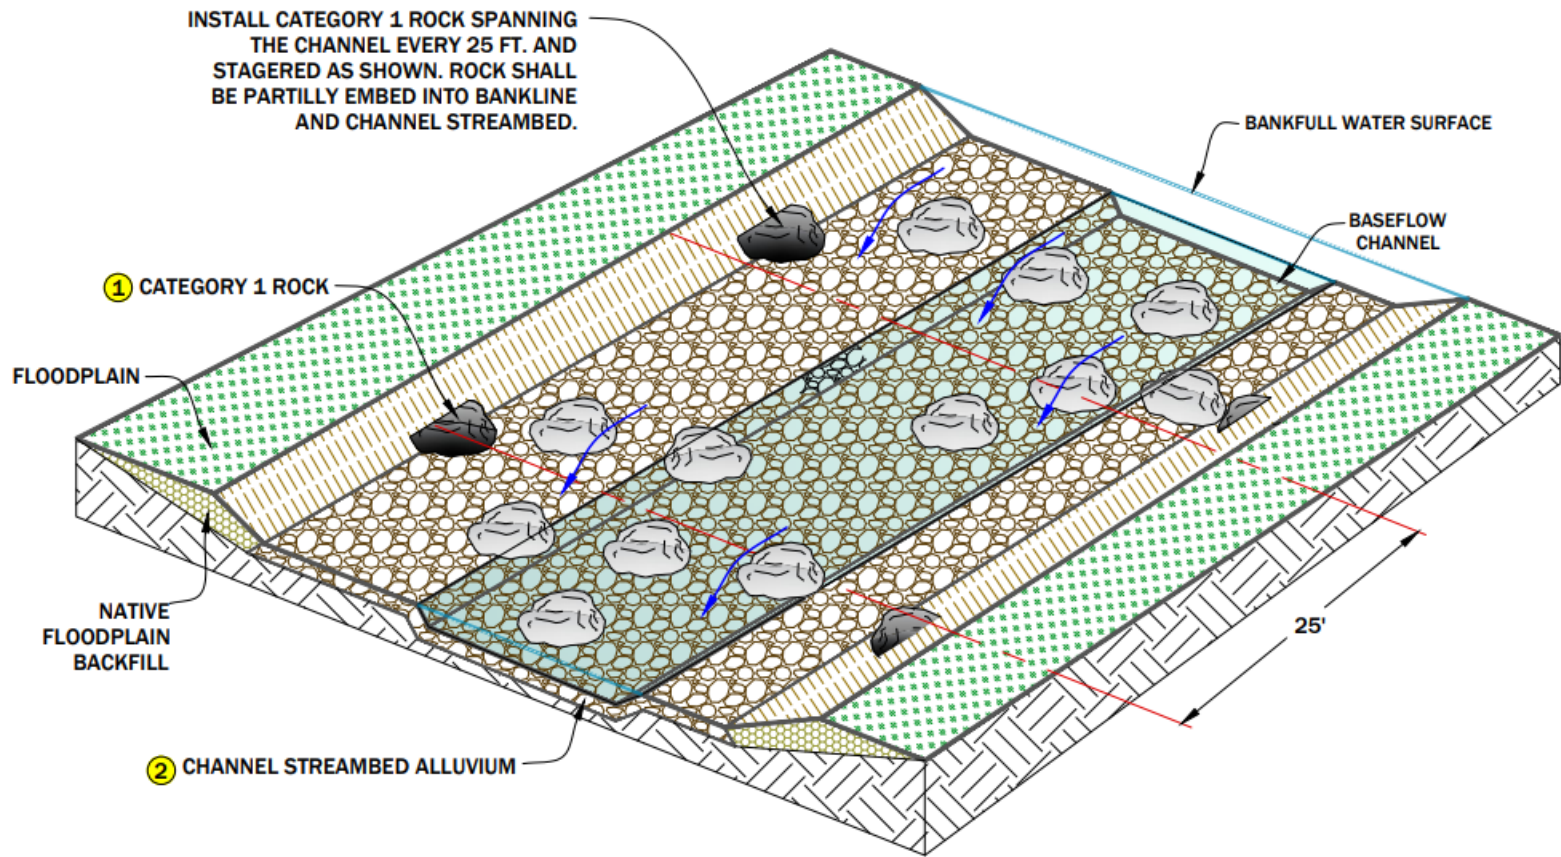 INSTALL CATEGORY 1 ROCK SPANNING
THE CHANNEL EVERY 25 FT. AND
STAGERED AS SHOWN. ROCK SHALL
BE PARTILLY EMBED INTO BANKLINE
AND CHANNEL STREAMBED.
BANKFULL WATER SURFACE
BASEFLOW
CHANNEL
1 CATEGORY 1 ROCK
FLOODPLAIN
NATIVE
FLOODPLAIN
BACKFILL
25'
2 CHANNEL STREAMBED ALLUVIUM